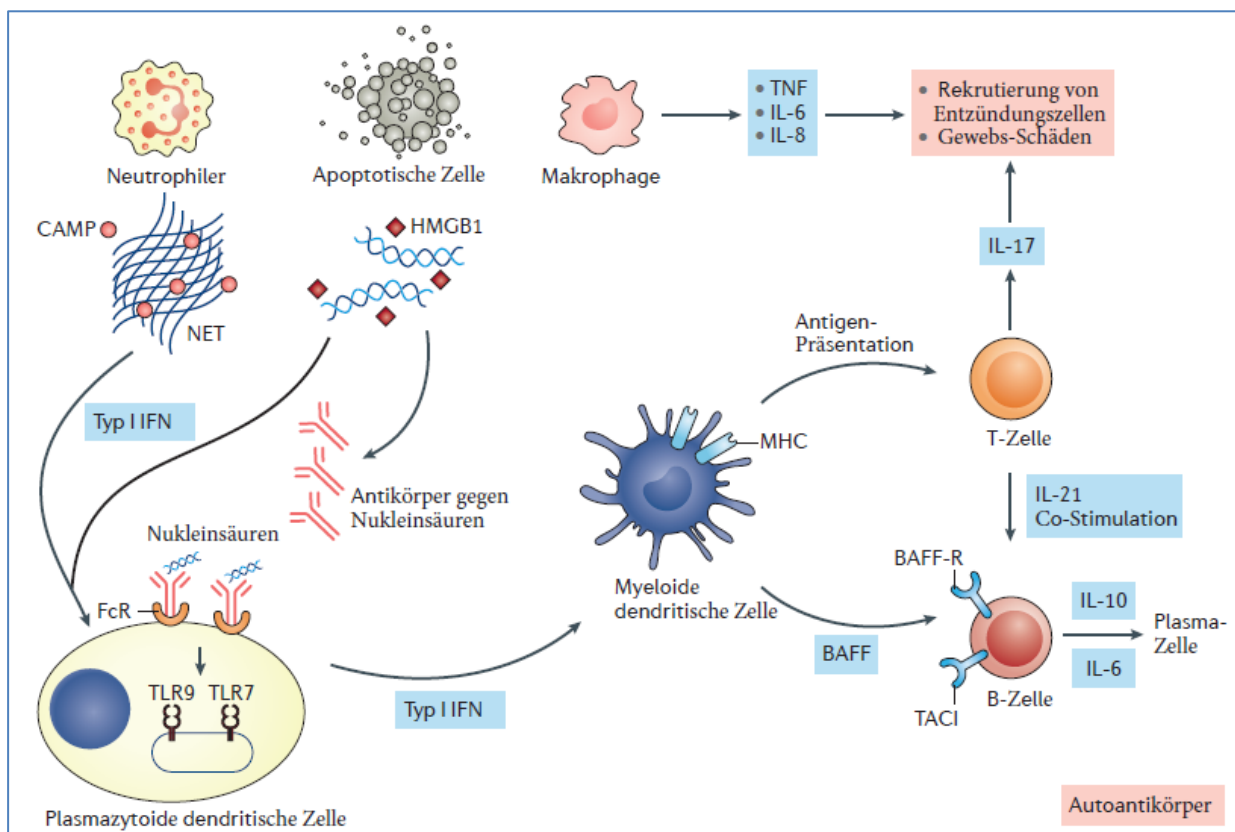 Neutrophiler
CAMP
NET
Apoptotische Zelle
HMGB1
Makrophage
• TNF
• IL-6
• IL-8
• Rekrutierung von
Entzündungszellen
• Gewebs-Schäden
IL-17
Antigen-
Präsentation
T-Zelle
Typ I IFN
Antikörper gegen
Nukleinsäuren
MHC
Myeloide
dendritische Zelle
IL-21
Co-Stimulation
Nukleinsäuren
FcR
TLR9 TLR7
Plasmazytoide dendritische Zelle
Typ I IFN
BAFF
BAFF-R
TACI
B-Zelle
IL-10
IL-6
Plasma-
Zelle
Autoantikörper